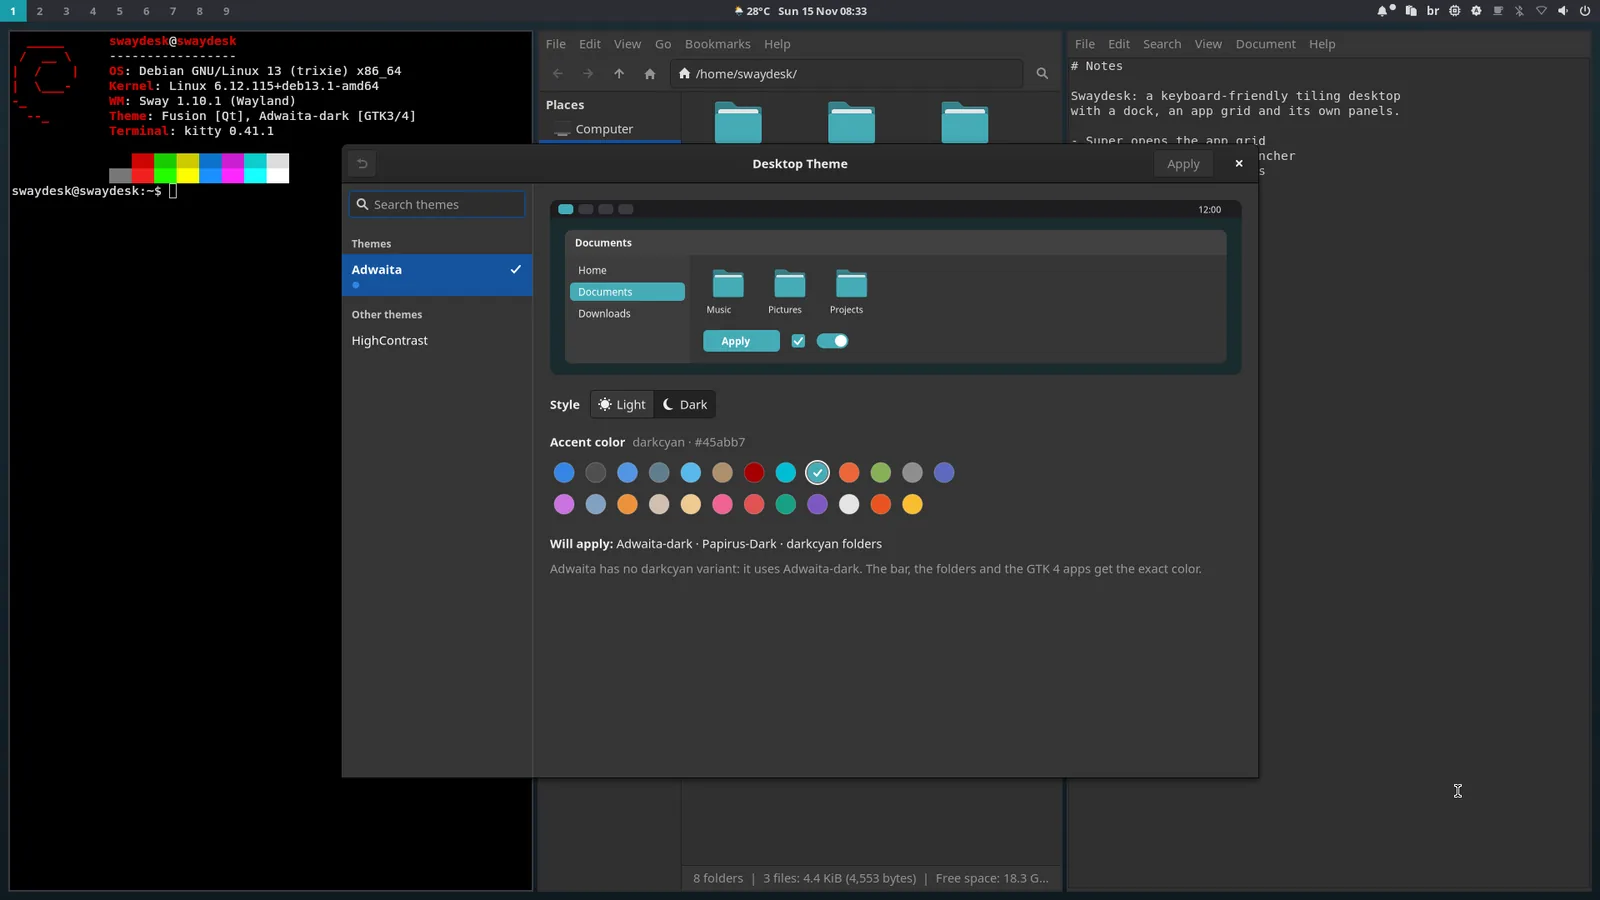 1 2 3 4 5 6 7 8 9
28°C Sun 15 Nov 08:33
br
swaydesk@swaydesk
-----------------
OS: Debian GNU/Linux 13 (trixie) x86_64
Kernel: Linux 6.12.115+deb13.1-amd64
WM: Sway 1.10.1 (Wayland)
Theme: Fusion [Qt], Adwaita-dark [GTK3/4]
Terminal: kitty 0.41.1
swaydesk@swaydesk:~$
File Edit View Go Bookmarks Help
/home/swaydesk/
Places
Computer
8 folders | 3 files: 4.4 KiB (4,553 bytes) | Free space: 18.3 G...
File Edit Search View Document Help
# Notes
Swaydesk: a keyboard-friendly tiling desktop
with a dock, an app grid and its own panels.
- Super opens the app grid
Desktop Theme
Apply
Search themes
Themes
Adwaita
Other themes
HighContrast
12:00
Documents
Home
Documents
Downloads
Music Pictures Projects
Apply
Style Light Dark
Accent color darkcyan · #45abb7
Will apply: Adwaita-dark · Papirus-Dark · darkcyan folders
Adwaita has no darkcyan variant: it uses Adwaita-dark. The bar, the folders and the GTK 4 apps get the exact color.